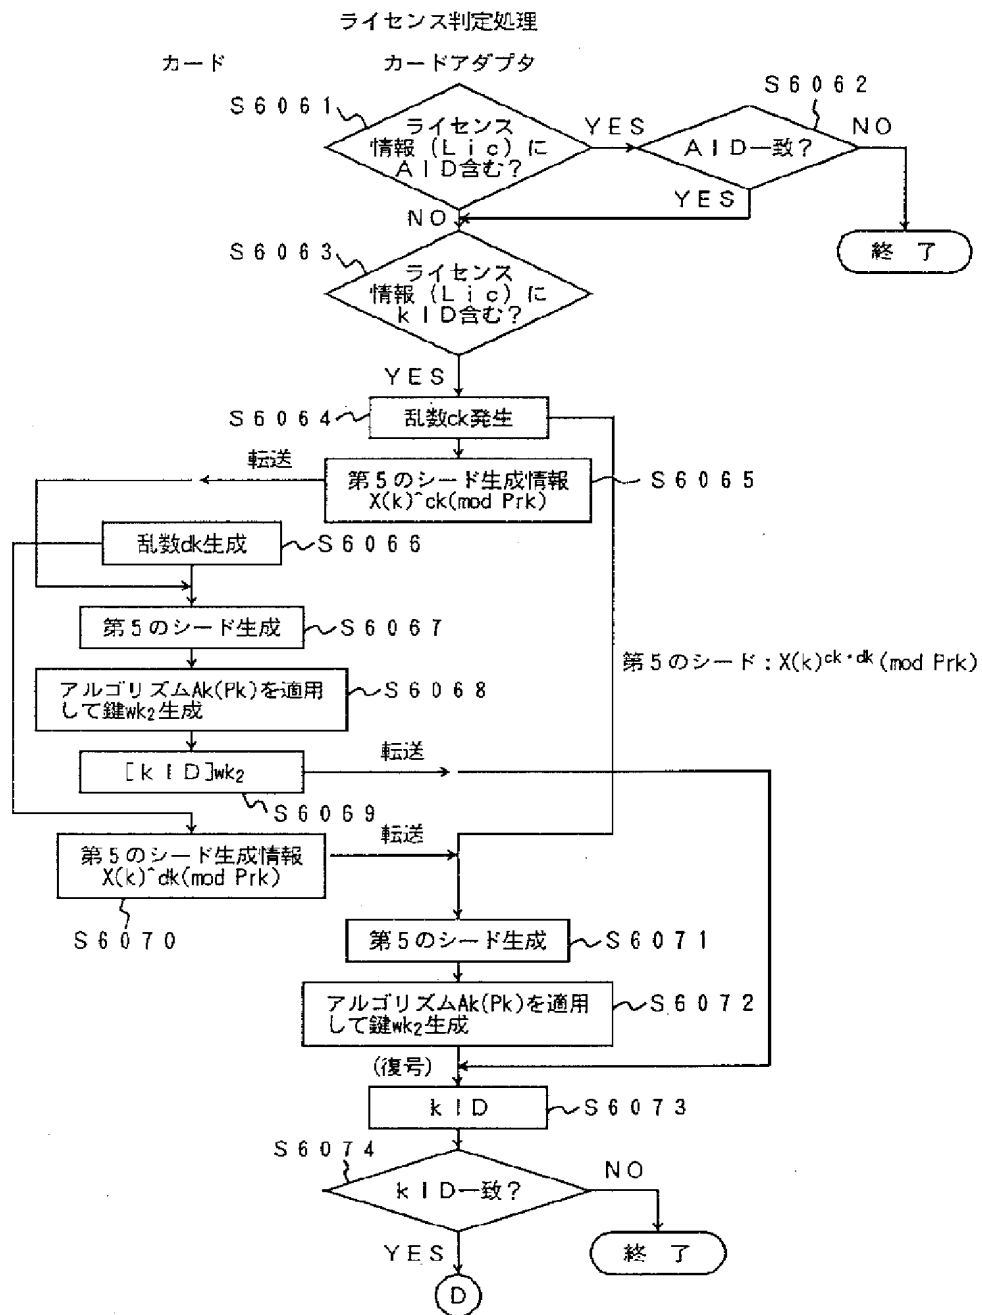 ライセンス判定処理
カード
カードアダプタ
S6061
ライセンス
情報(Lic)に
AID含む?
YES
S6062
AID一致?
NO
YES
終 了
NO
S6063
ライセンス
情報(Lic)に
kID含む?
YES
S6064
乱数ck発生
転送
第5のシード生成情報
X(k)^ck(mod Prk)
S6065
乱数dk生成
S6066
第5のシード生成
S6067
第5のシード:X(k)ck・dk(mod Prk)
アルゴリズムAk(Pk)を適用
して鍵wk2生成
S6068
[kID]wk2
転送
S6069
第5のシード生成情報
X(k)^dk(mod Prk)
転送
S6070
第5のシード生成
S6071
アルゴリズムAk(Pk)を適用
して鍵wk2生成
S6072
(復号)
kID
S6073
S6074
kID一致?
NO
YES
終 了
D